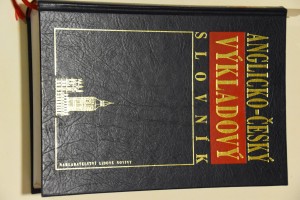 ANGLICKO-ČESKÝ
VÝKLADOVÝ
SLOVNÍK
NAKLADATELSTVÍ LIDOVÉ NOVINY